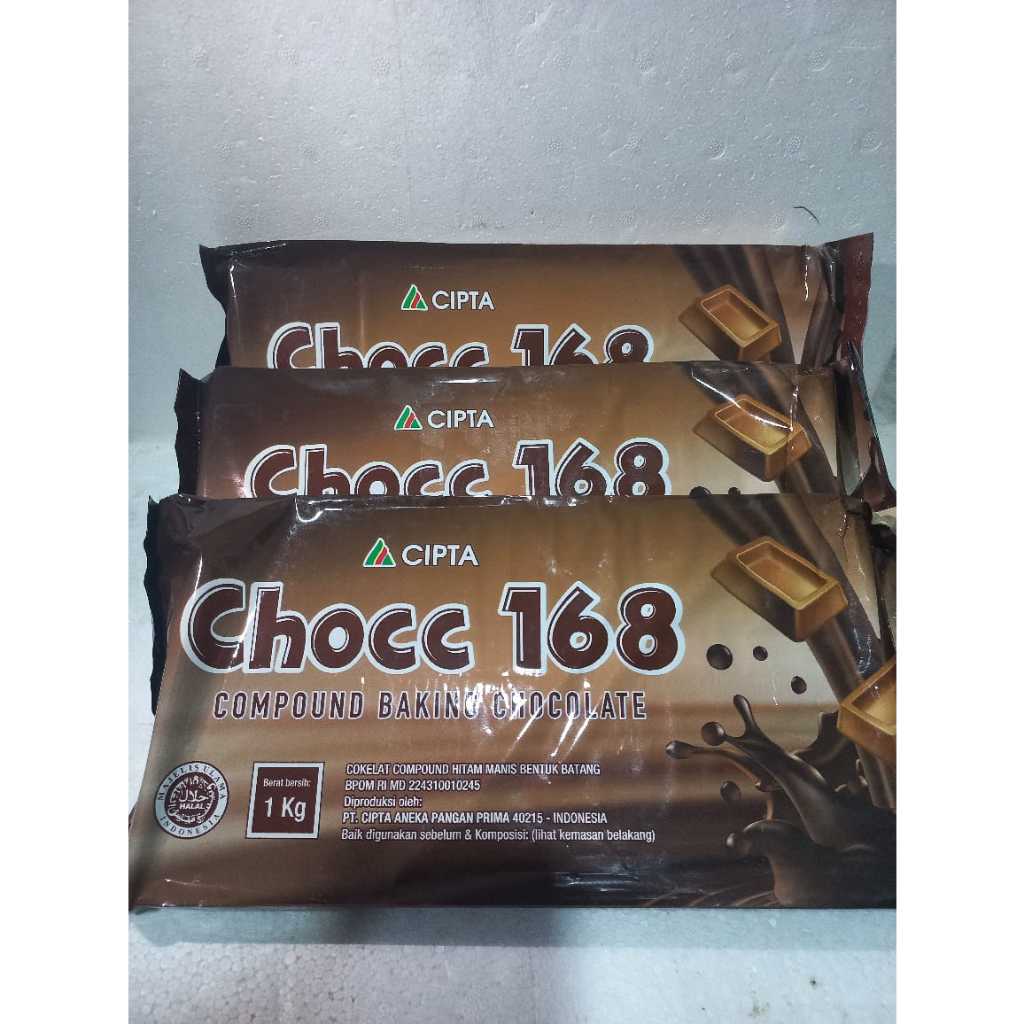 CIPTA
Chocc 168
CIPTA
Chocc 168
CIPTA
Chocc 168
COMPOUND BAKING CHOCOLATE
MAJELIS ULAMA
حلال
HALAL
INDONESIA
Berat bersih:
1 Kg
COKELAT COMPOUND HITAM MANIS BENTUK BATANG
BPOM RI MD 224310010245
Diproduksi oleh:
PT. CIPTA ANEKA PANGAN PRIMA 40215 - INDONESIA
Baik digunakan sebelum & Komposisi: (lihat kemasan belakang)